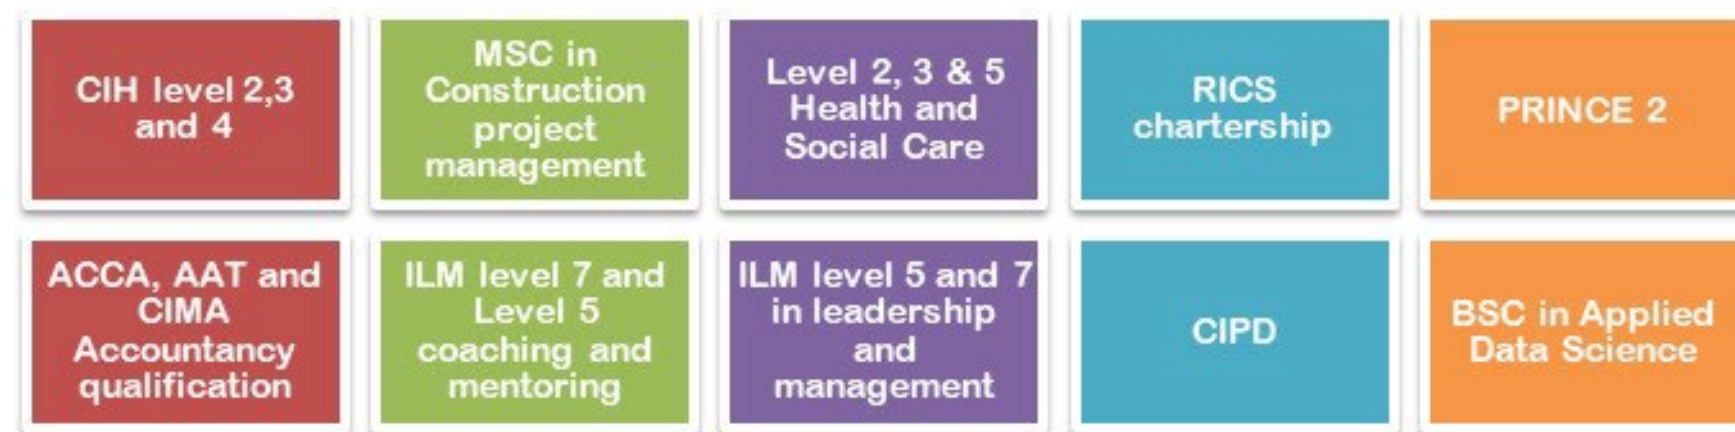 CIH level 2,3
and 4
MSC in
Construction
project
management
Level 2, 3 & 5
Health and
Social Care
RICS
chartership
PRINCE 2
ACCA, AAT and
CIMA
Accountancy
qualification
ILM level 7 and
Level 5
coaching and
mentoring
ILM level 5 and 7
in leadership
and
management
CIPD
BSC in Applied
Data Science